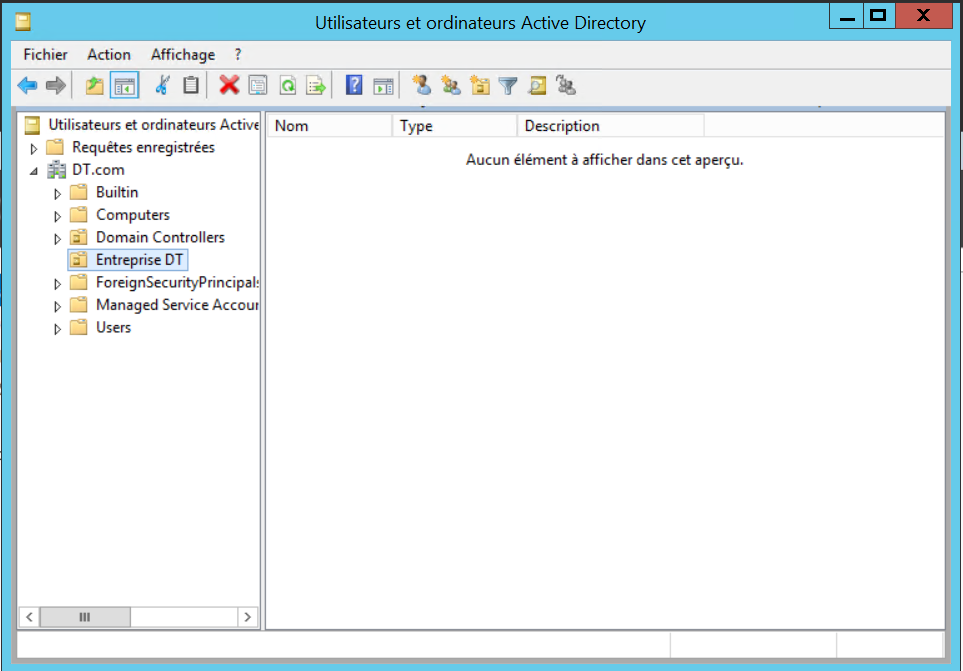 Utilisateurs et ordinateurs Active Directory
Fichier Action Affichage ?
Utilisateurs et ordinateurs Active
Requêtes enregistrées
DT.com
Builtin
Computers
Domain Controllers
Entreprise DT
ForeignSecurityPrincipals
Managed Service Accour
Users
Nom Type Description
Aucun élément à afficher dans cet aperçu.